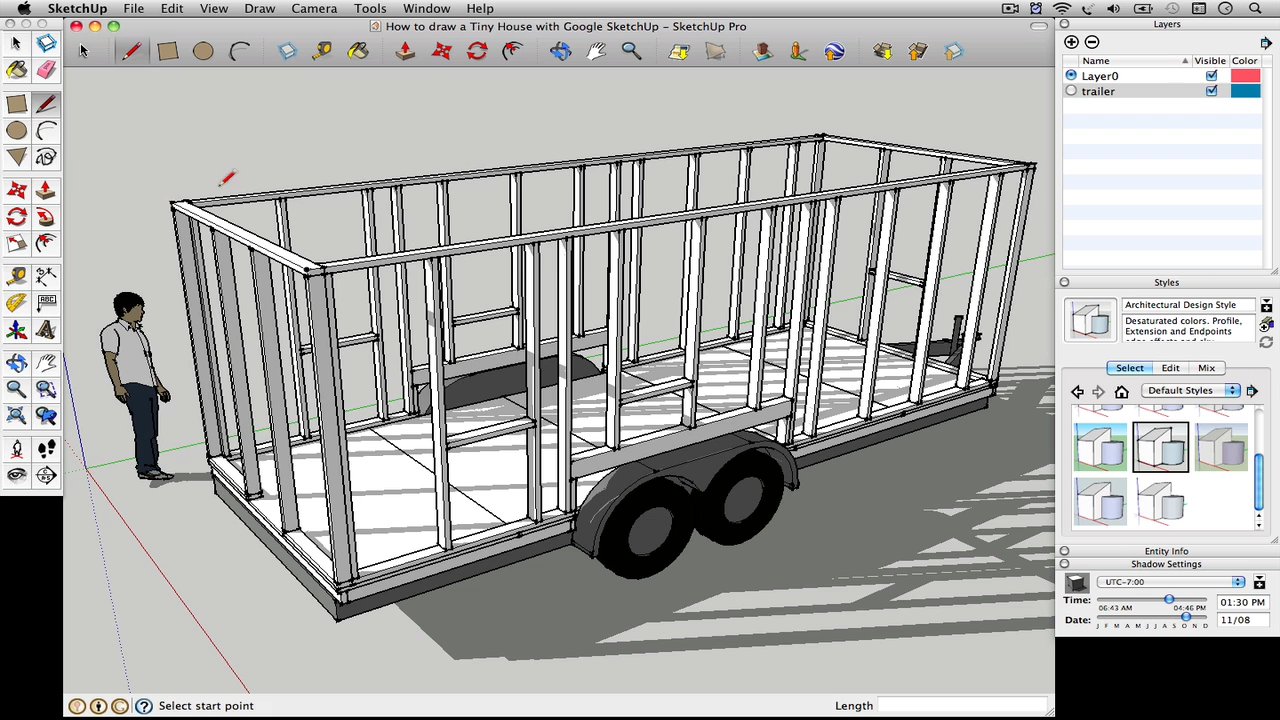 SketchUp File Edit View Draw Camera Tools Window Help
How to draw a Tiny House with Google SketchUp – SketchUp Pro
ABC
Select start point
Length
Layers
Name Visible Color
Layer0
trailer
Styles
Architectural Design Style
Desaturated colors. Profile,
Extension and Endpoints
Select Edit Mix
Default Styles
Entity Info
Shadow Settings
UTC-7:00
Time:
06:43 AM 04:46 PM
01:30 PM
Date:
J F M A M J J A S O N D
11/08